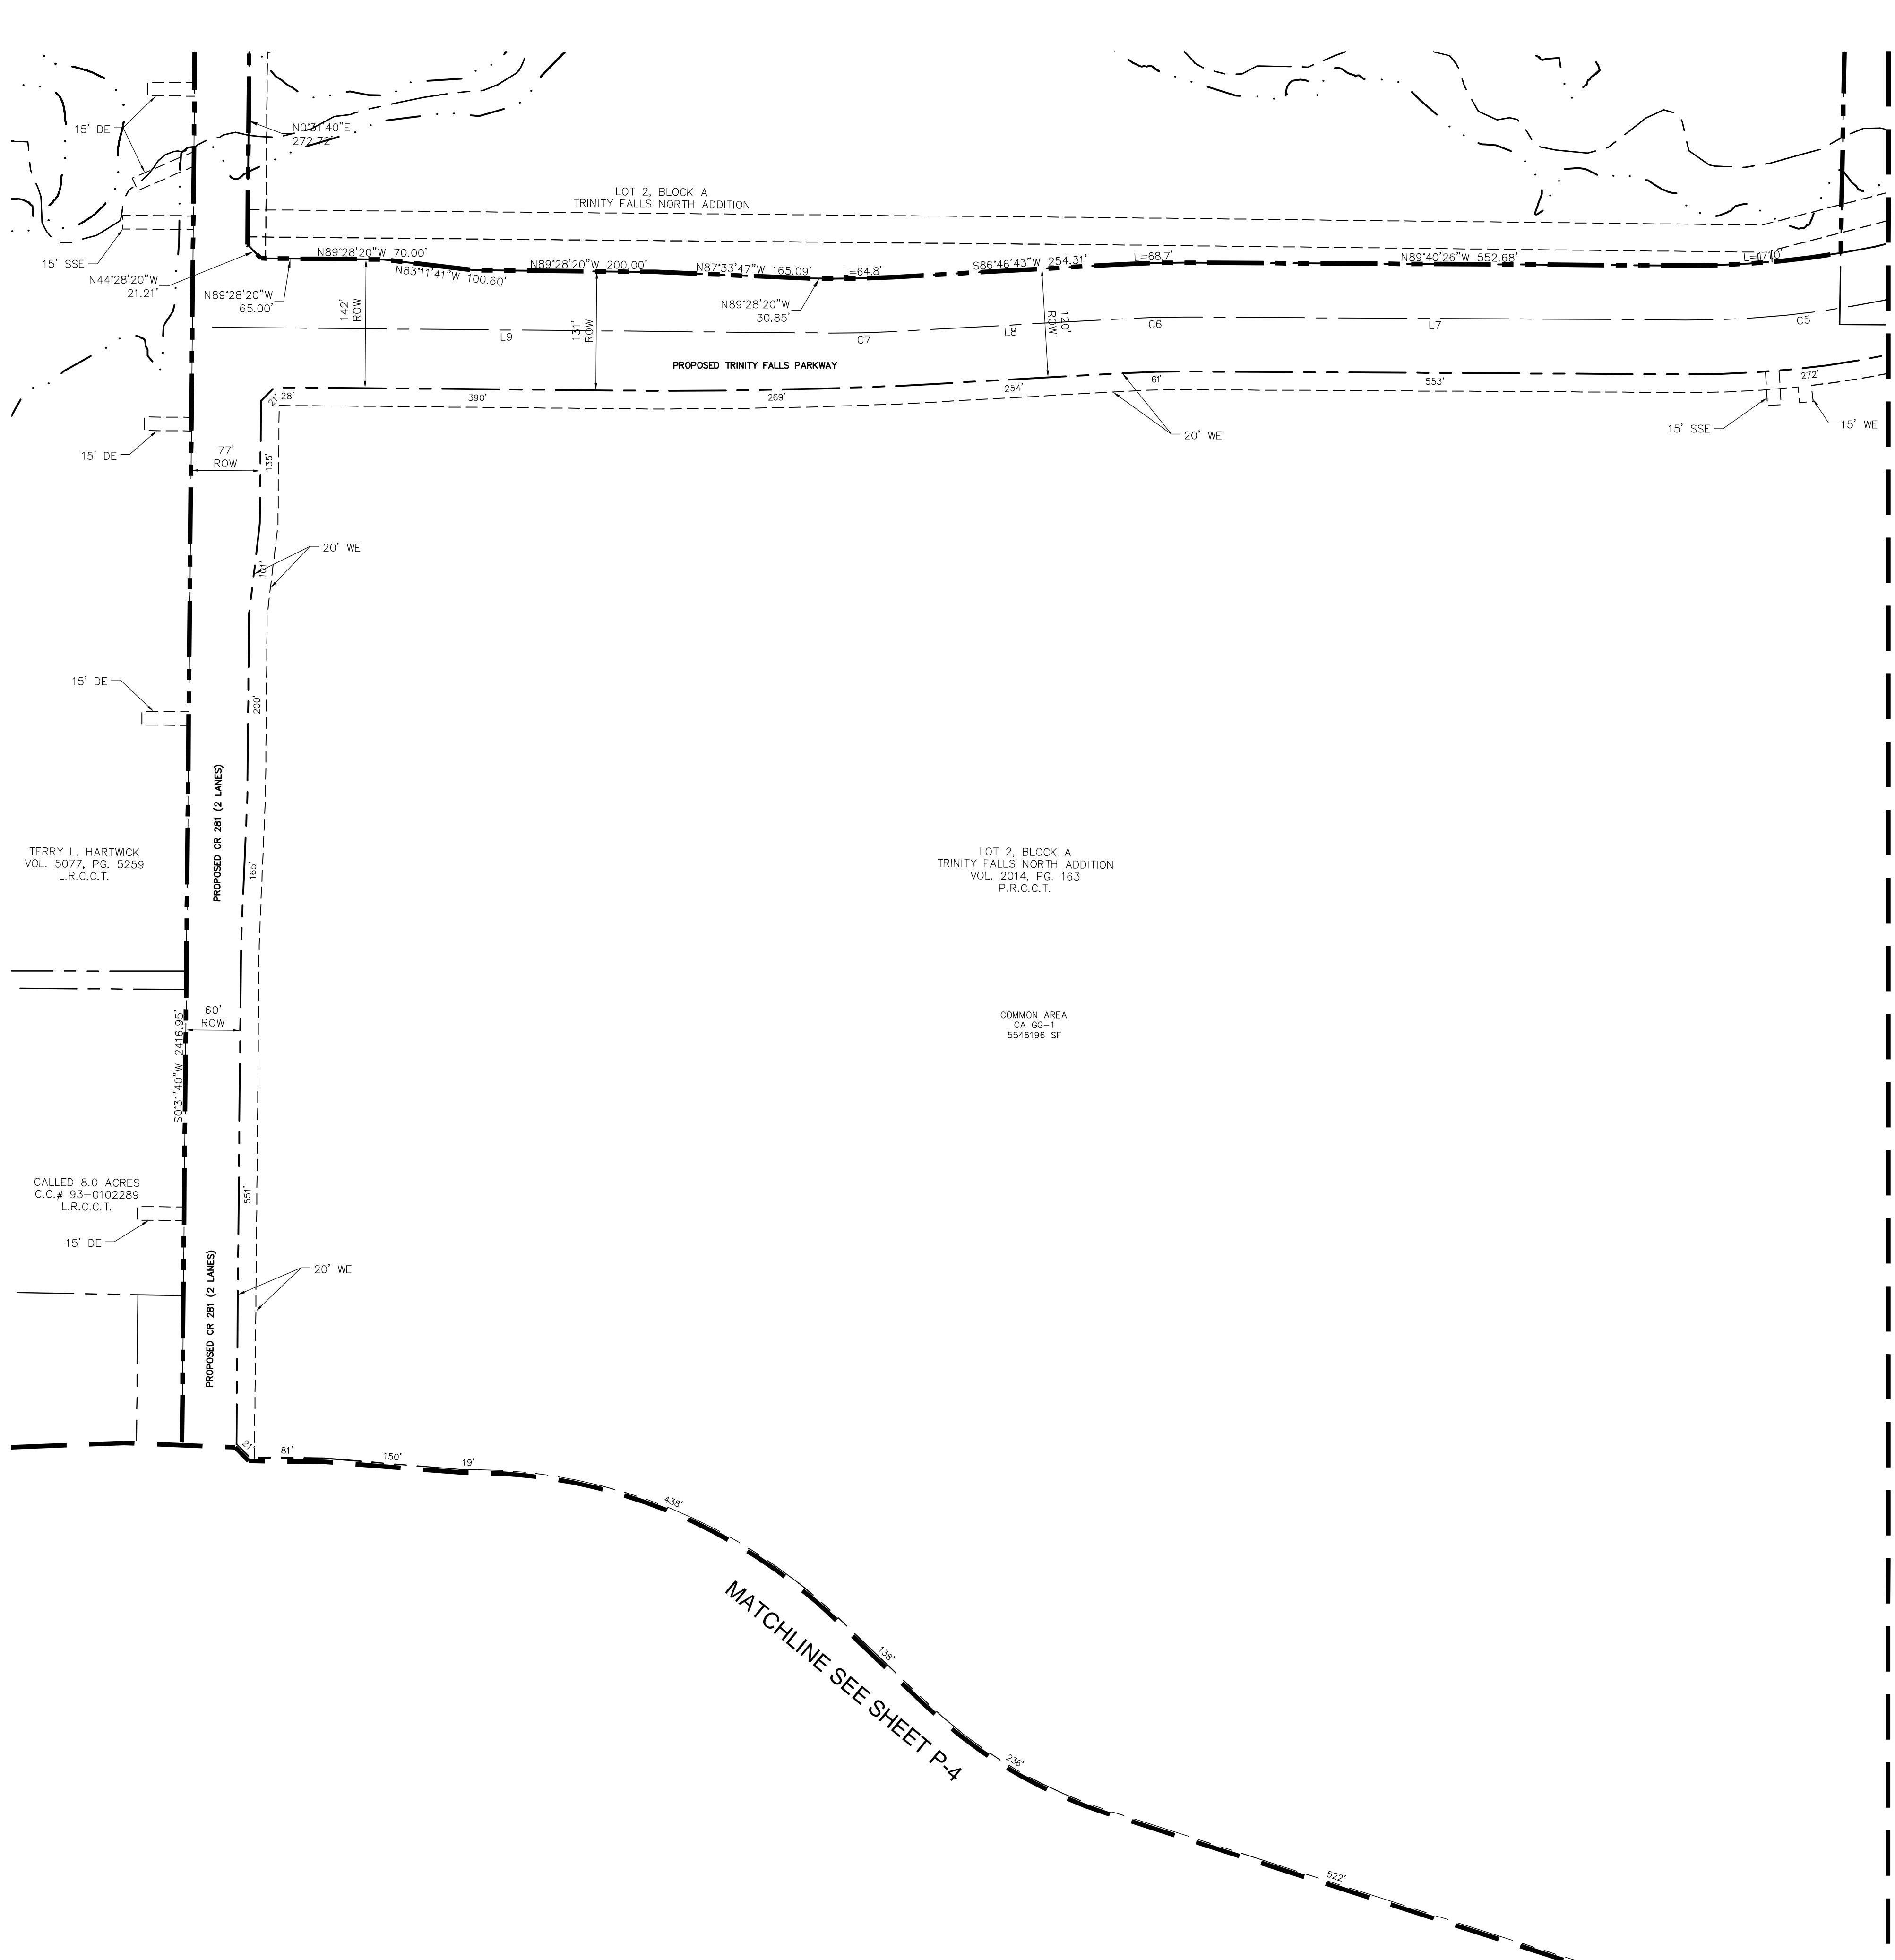 15' DE
N0°31'40"E
272.72'
LOT 2, BLOCK A
TRINITY FALLS NORTH ADDITION
15' SSE
N44°28'20"W
21.21'
N89°28'20"W
65.00'
N89°28'20"W 70.00'
N83°11'41"W 100.60'
N89°28'20"W 200.00'
N87°33'47"W 165.09'
L=64.8'
N89°28'20"W
30.85'
S86°46'43"W 254.31'
L=68.7'
N89°40'26"W 552.68'
142'
ROW
131'
ROW
120'
ROW
L9
C7
L8
C6
L7
C5
PROPOSED TRINITY FALLS PARKWAY
21'
28'
390'
269'
254'
61'
553'
272'
20' WE
15' SSE
15' WE
15' DE
77'
ROW
135'
20' WE
101'
15' DE
200'
PROPOSED CR 281 (2 LANES)
165'
TERRY L. HARTWICK
VOL. 5077, PG. 5259
L.R.C.C.T.
LOT 2, BLOCK A
TRINITY FALLS NORTH ADDITION
VOL. 2014, PG. 163
P.R.C.C.T.
60'
ROW
S0°31'40"W 2416.95'
COMMON AREA
CA GG-1
5546196 SF
CALLED 8.0 ACRES
C.C.# 93-0102289
L.R.C.C.T.
15' DE
551'
20' WE
PROPOSED CR 281 (2 LANES)
21'
81'
150'
19'
438'
138'
236'
522'
MATCHLINE SEE SHEET P-4